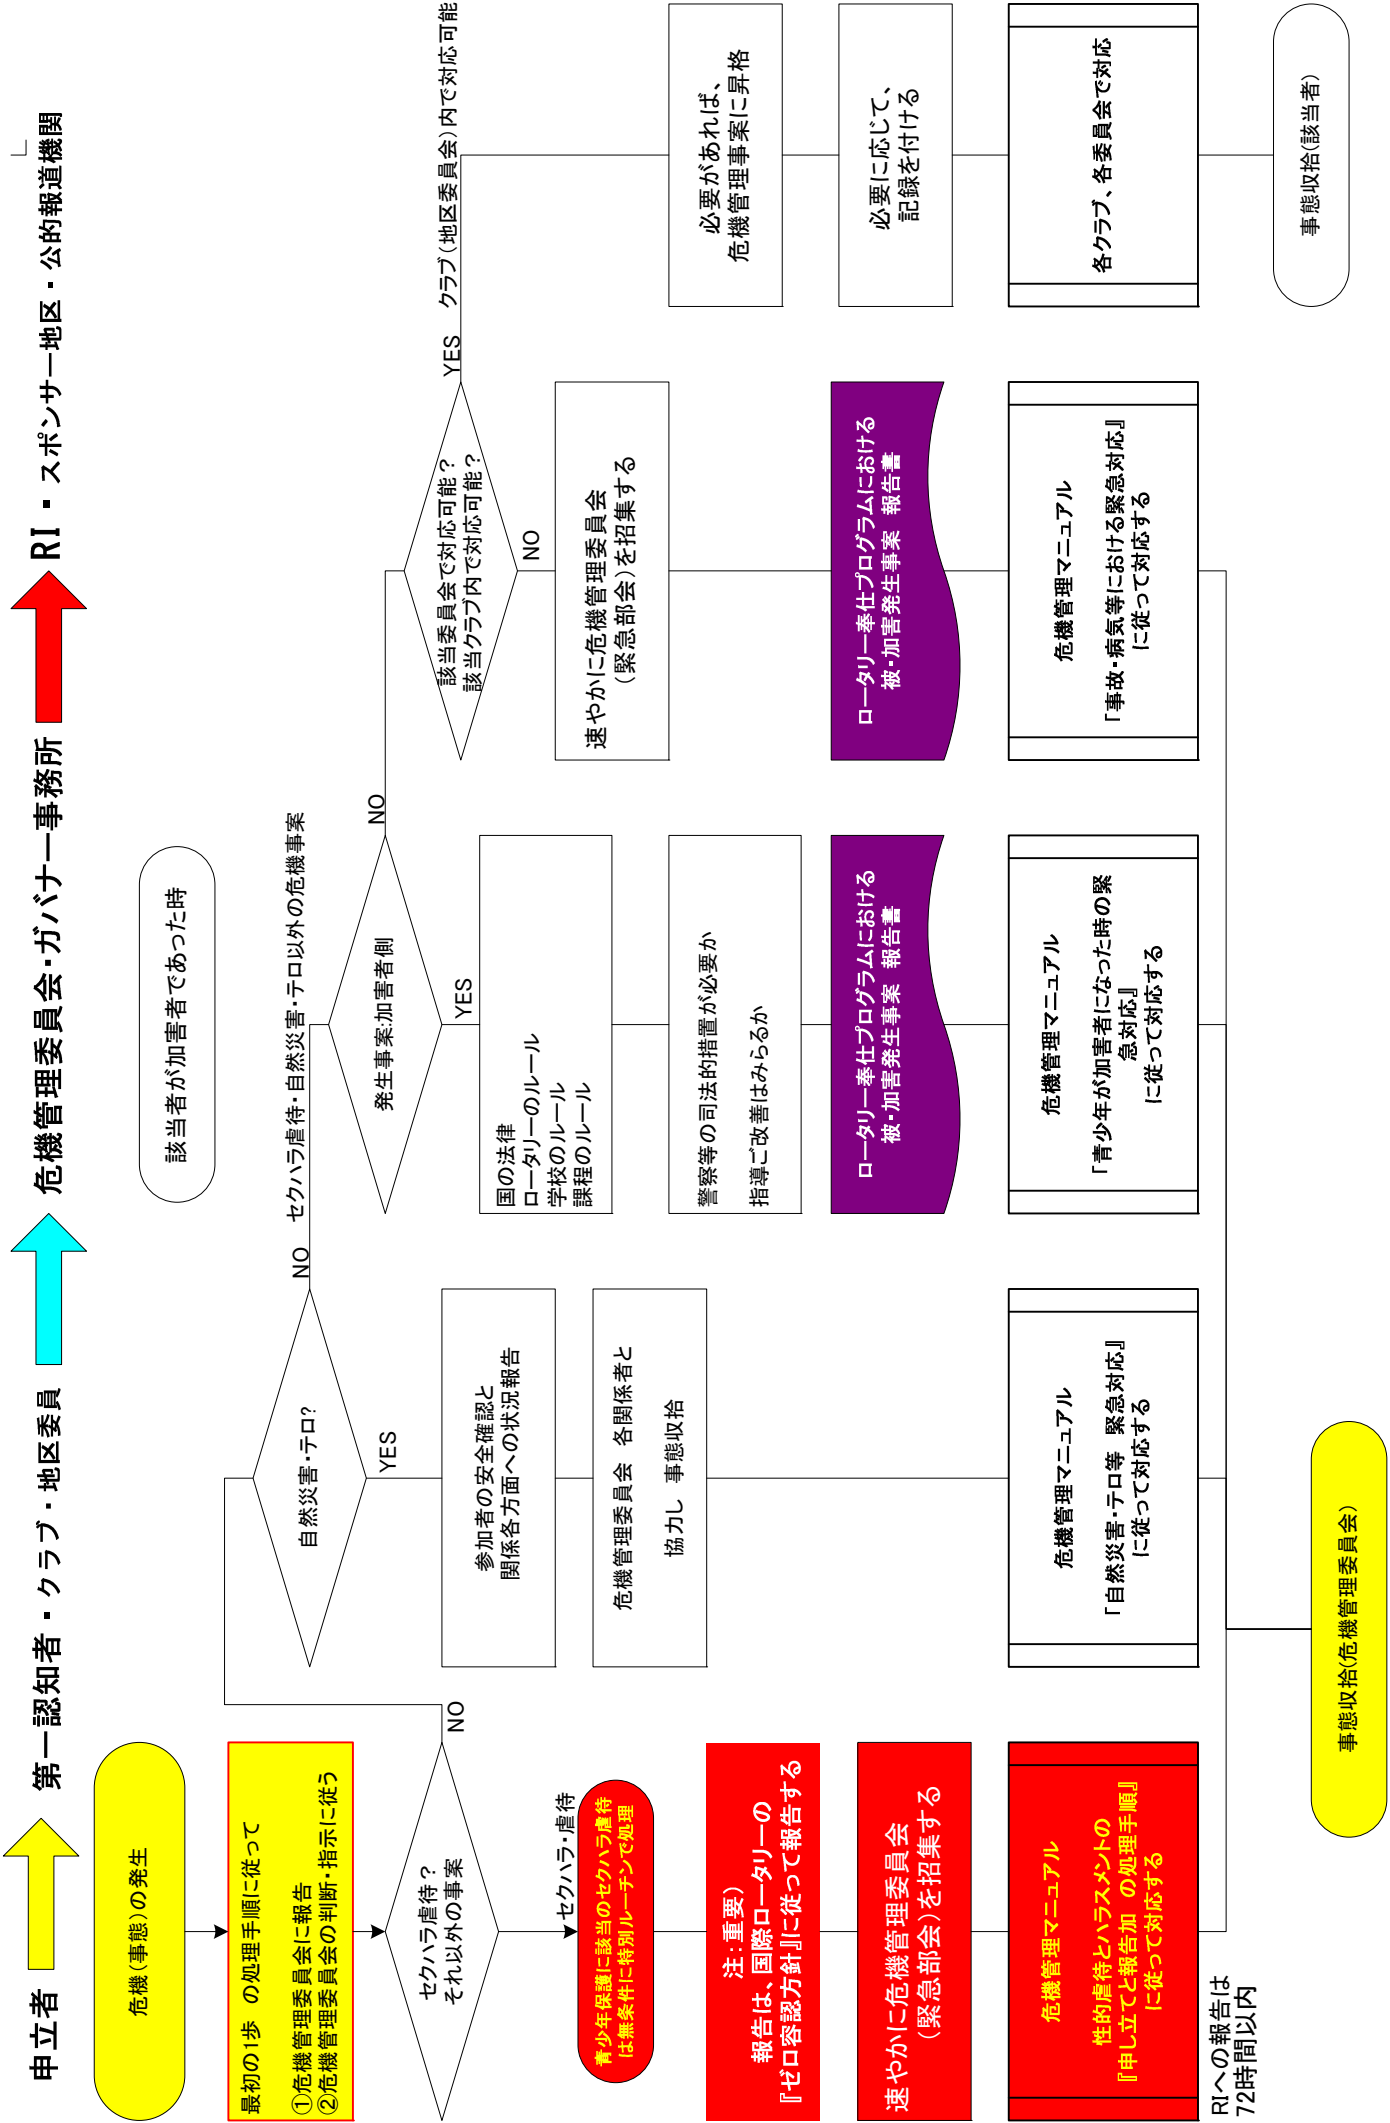 申立者
第一認知者・クラブ・地区委員
危機管理委員会・ガバナー事務所
RI・スポンサー地区・公的報道機関
危機(事態)の発生
最初の1歩 の処理手順に従って
①危機管理委員会に報告
②危機管理委員会の判断・指示に従う
セクハラ虐待?
それ以外の事案
NO
セクハラ・虐待
青少年保護に該当のセクハラ虐待
は無条件に特別ルーチンで処理
注:重要)
報告は、国際ロータリーの
『ゼロ容認方針』に従って報告する
速やかに危機管理委員会
(緊急部会)を招集する
危機管理マニュアル
性的虐待とハラスメントの
『申し立てと報告加 の処理手順』
に従って対応する
RIへの報告は
72時間以内
自然災害・テロ?
NO
セクハラ虐待・自然災害・テロ以外の危機事案
YES
参加者の安全確認と
関係各方面への状況報告
危機管理委員会 各関係者と
協力し 事態収拾
危機管理マニュアル
「自然災害・テロ等 緊急対応』
に従って対応する
事態収拾(危機管理委員会)
該当者が加害者であった時
発生事案:加害者側
NO
YES
国の法律
ロータリーのルール
学校のルール
課程のルール
警察等の司法的措置が必要か
指導ご改善はみらるか
ロータリー奉仕プログラムにおける
被・加害発生事案 報告書
危機管理マニュアル
「青少年が加害者になった時の緊
急対応』
に従って対応する
該当委員会で対応可能?
該当クラブ内で対応可能?
YES
クラブ(地区委員会)内で対応可能
NO
速やかに危機管理委員会
(緊急部会)を招集する
ロータリー奉仕プログラムにおける
被・加害発生事案 報告書
危機管理マニュアル
「事故・病気等における緊急対応』
に従って対応する
必要があれば、
危機管理事案に昇格
必要に応じて、
記録を付ける
各クラブ、各委員会で対応
事態収拾(該当者)